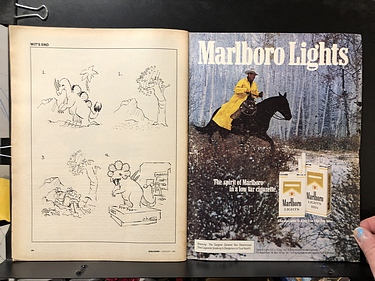 WIT'S END
1.
2.
3.
4.
Marlboro Lights
The spirit of Marlboro
in a low tar cigarette.
Marlboro
LIGHTS
Marlboro
LIGHTS
Warning: The Surgeon General Has Determined
That Cigarette Smoking Is Dangerous to Your Health.